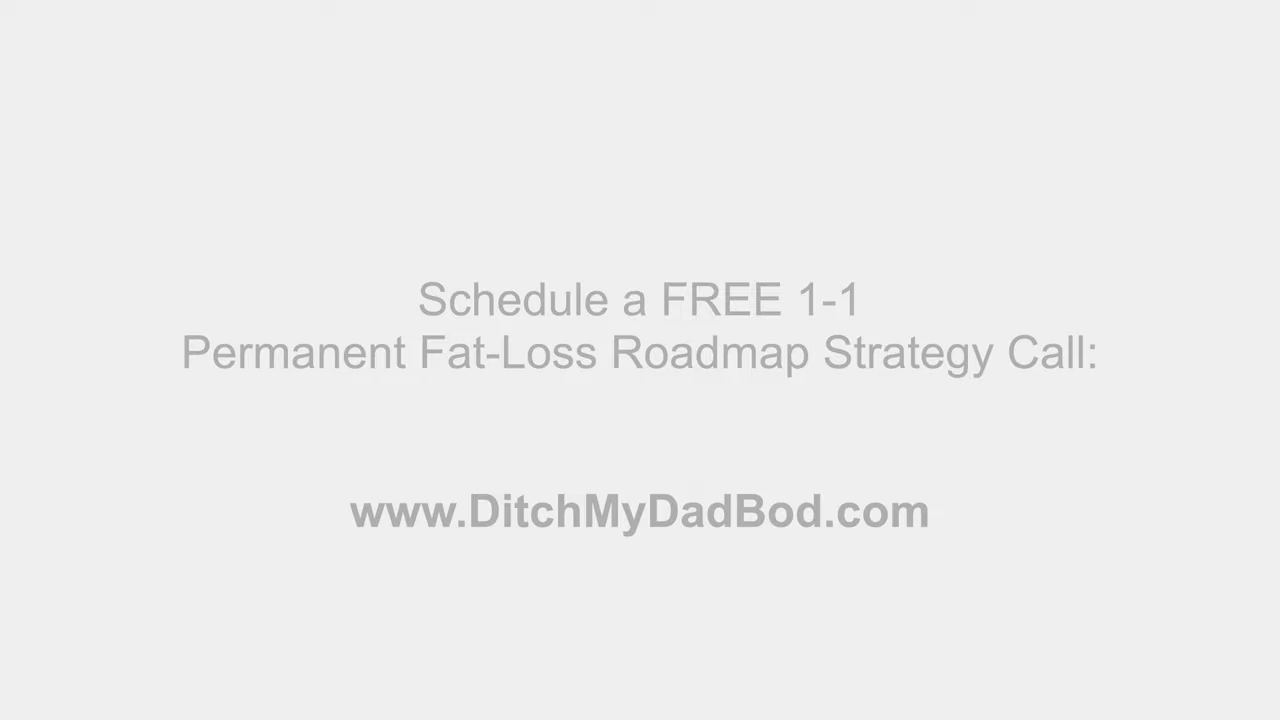 Schedule a FREE 1-1
Permanent Fat-Loss Roadmap Strategy Call:
www.DitchMyDadBod.com